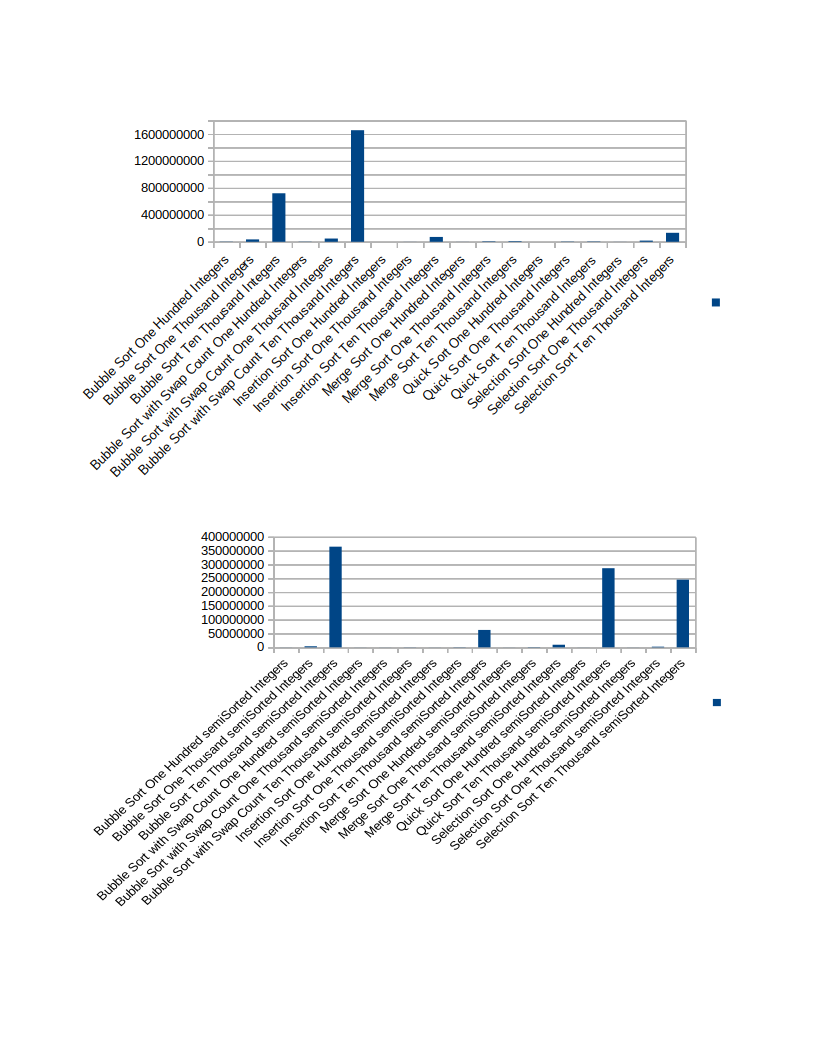 1600000000
1200000000
800000000
400000000
0
Bubble Sort One Hundred Integers
Bubble Sort One Thousand Integers
Bubble Sort Ten Thousand Integers
Bubble Sort with Swap Count One Hundred Integers
Bubble Sort with Swap Count One Thousand Integers
Bubble Sort with Swap Count Ten Thousand Integers
Insertion Sort One Hundred Integers
Insertion Sort One Thousand Integers
Insertion Sort Ten Thousand Integers
Merge Sort One Hundred Integers
Merge Sort One Thousand Integers
Merge Sort Ten Thousand Integers
Quick Sort One Hundred Integers
Quick Sort One Thousand Integers
Quick Sort Ten Thousand Integers
Selection Sort One Hundred Integers
Selection Sort One Thousand Integers
Selection Sort Ten Thousand Integers
400000000
350000000
300000000
250000000
200000000
150000000
100000000
50000000
0
Bubble Sort One Hundred semiSorted Integers
Bubble Sort One Thousand semiSorted Integers
Bubble Sort Ten Thousand semiSorted Integers
Bubble Sort with Swap Count One Hundred semiSorted Integers
Bubble Sort with Swap Count One Thousand semiSorted Integers
Bubble Sort with Swap Count Ten Thousand semiSorted Integers
Insertion Sort One Hundred semiSorted Integers
Insertion Sort One Thousand semiSorted Integers
Insertion Sort Ten Thousand semiSorted Integers
Merge Sort One Hundred semiSorted Integers
Merge Sort One Thousand semiSorted Integers
Merge Sort Ten Thousand semiSorted Integers
Quick Sort One Hundred semiSorted Integers
Quick Sort Ten Thousand semiSorted Integers
Selection Sort One Hundred semiSorted Integers
Selection Sort One Thousand semiSorted Integers
Selection Sort Ten Thousand semiSorted Integers